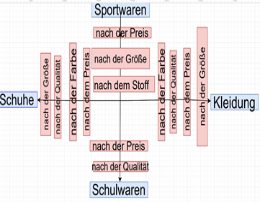 Sportwaren
nach der Preis
nach der Größe
nach dem Stoff
Schuhe
nach der Größe
nach der Qualität
nach der Farbe
nach dem Preis
nach der Farbe
nach der Qualität
nach dem Preis
nach der Größe
Kleidung
nach der Preis
nach der Qualität
Schulwaren